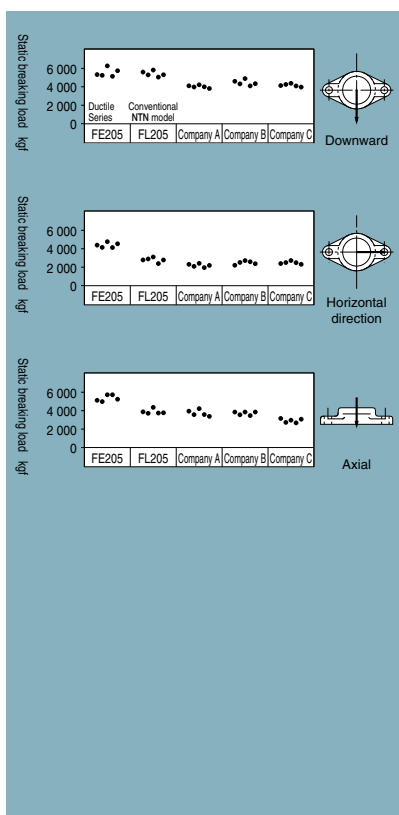 Static breaking load kgf
6 000
4 000
2 000
0
Ductile Series
Conventional NTN model
FE205 FL205 Company A Company B Company C
Downward
Static breaking load kgf
6 000
4 000
2 000
0
FE205 FL205 Company A Company B Company C
Horizontal
direction
Static breaking load kgf
6 000
4 000
2 000
0
FE205 FL205 Company A Company B Company C
Axial